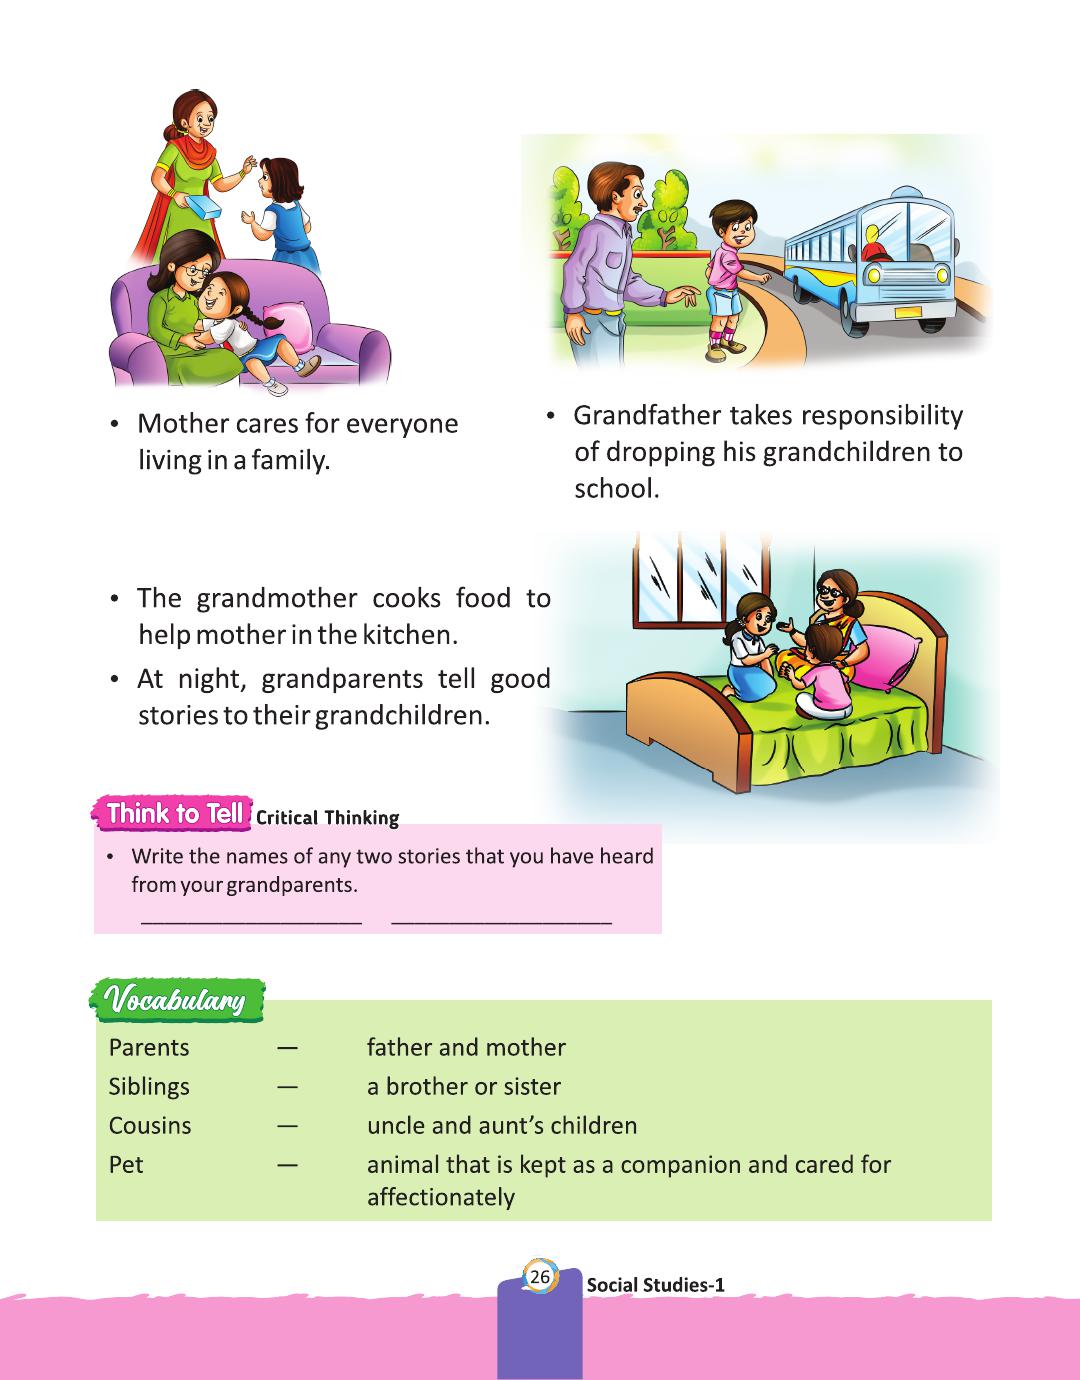 • Mother cares for everyone
living in a family.
• Grandfather takes responsibility
of dropping his grandchildren to
school.
• The grandmother cooks food to
help mother in the kitchen.
• At night, grandparents tell good
stories to their grandchildren.
Think to Tell Critical Thinking
• Write the names of any two stories that you have heard
from your grandparents.
____________________ ____________________
Vocabulary
Parents — father and mother
Siblings — a brother or sister
Cousins — uncle and aunt's children
Pet — animal that is kept as a companion and cared for
affectionately
26 Social Studies-1